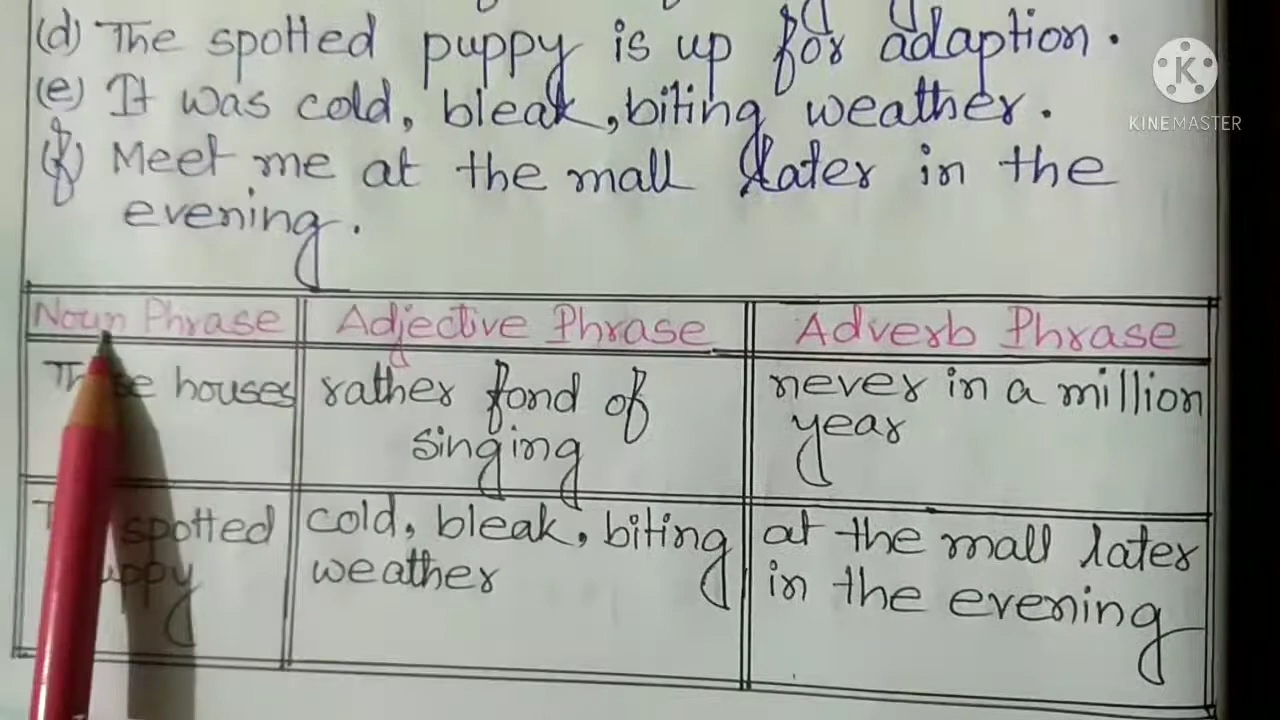 (d) The spotted puppy is up for adaption.
(e) It was cold, bleak, biting weather.
(f) Meet me at the mall later in the
evening.
Noun Phrase Adjective Phrase Adverb Phrase
houses rather fond of never in a million
singing year
spotted cold, bleak, biting at the mall later
weather in the evening
K
KINEMASTER